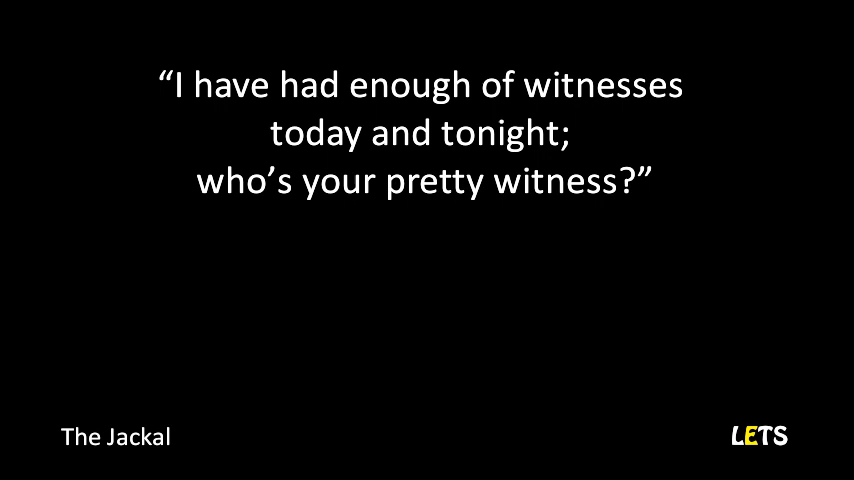 “I have had enough of witnesses
today and tonight;
who’s your pretty witness?”
The Jackal
LETS